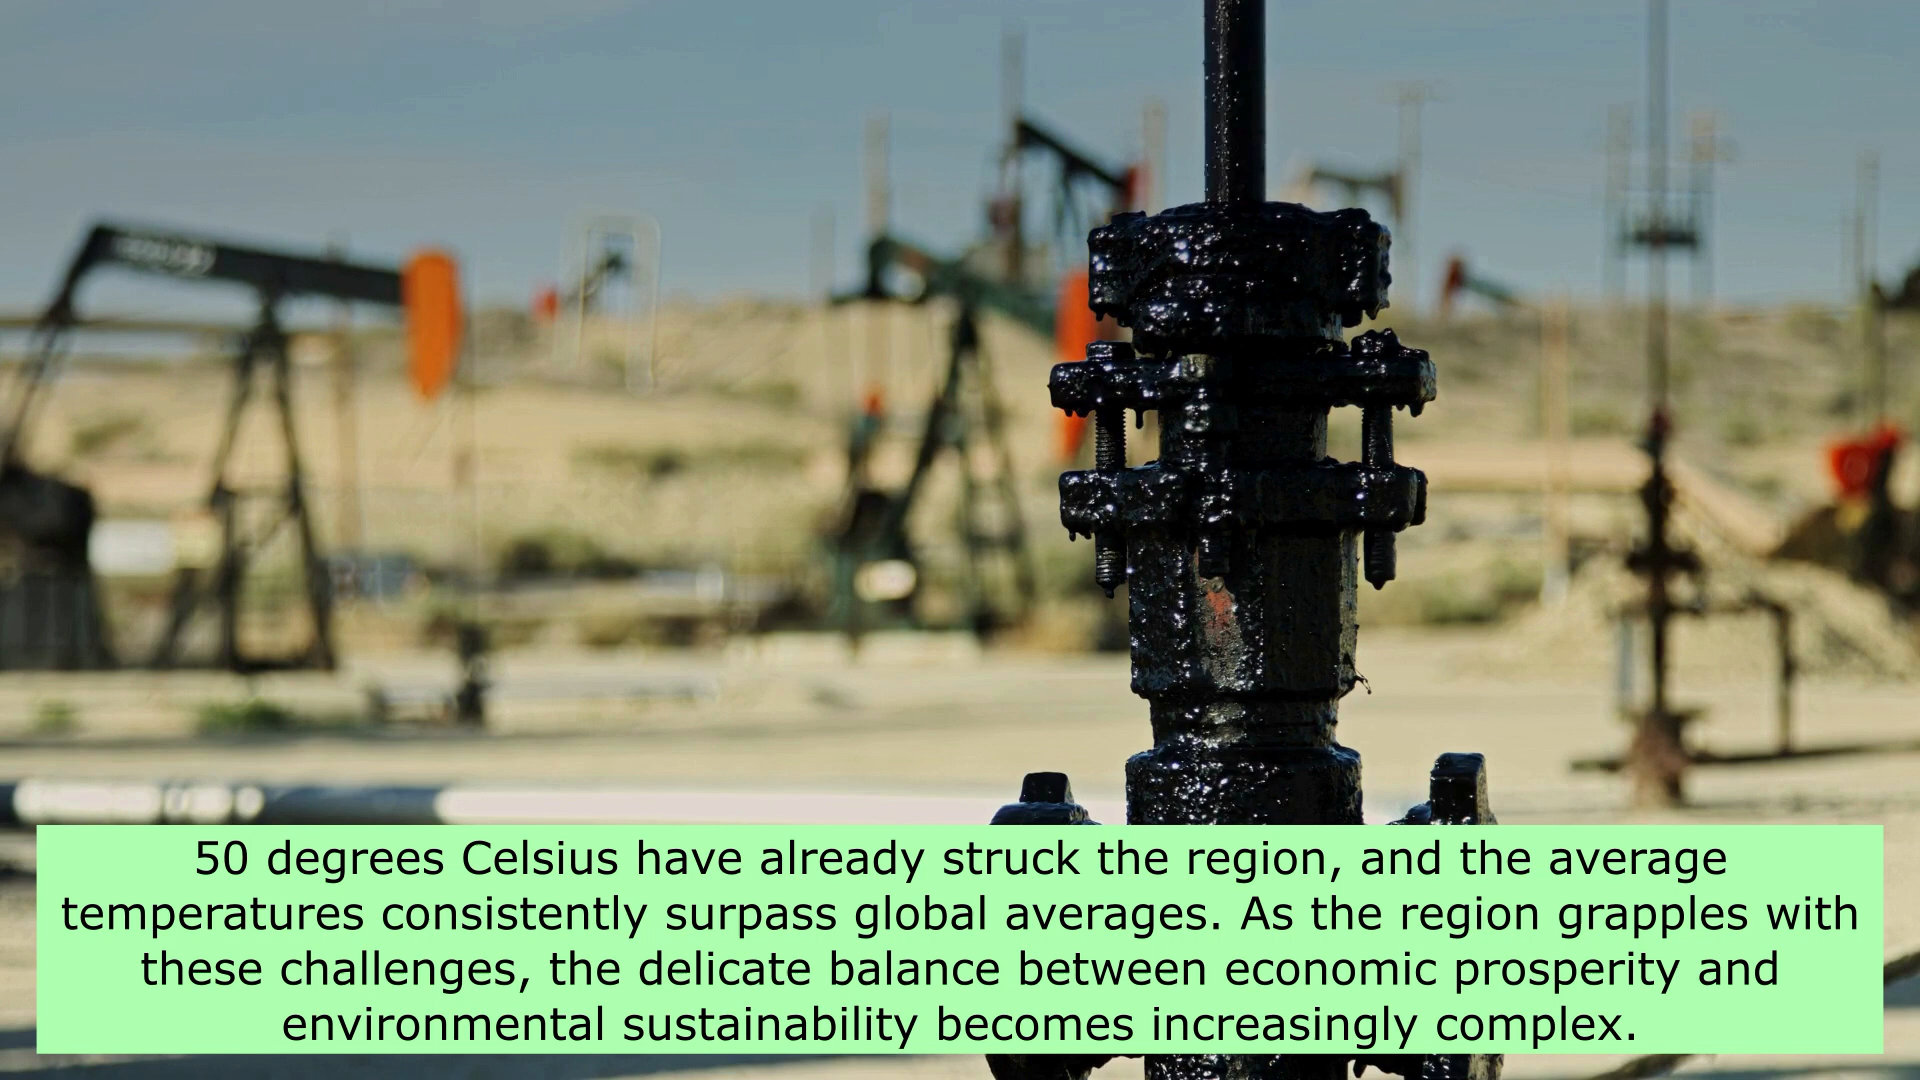 50 degrees Celsius have already struck the region, and the average
temperatures consistently surpass global averages. As the region grapples with
these challenges, the delicate balance between economic prosperity and
environmental sustainability becomes increasingly complex.